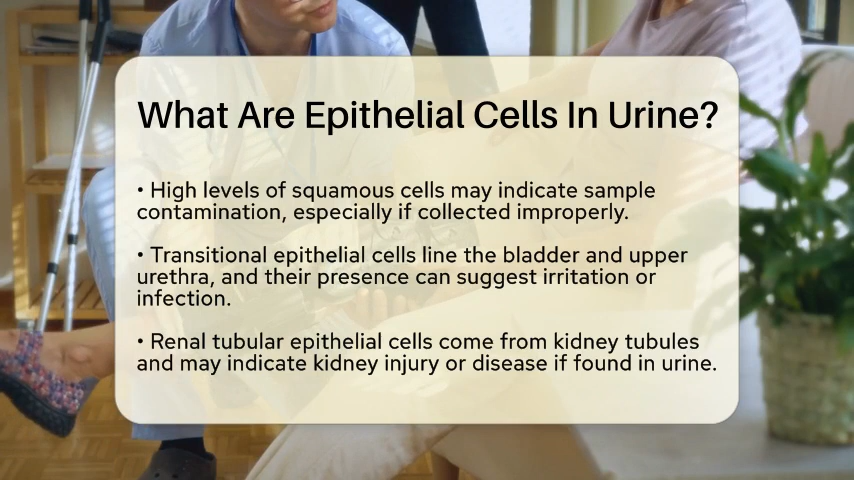 What Are Epithelial Cells In Urine?
• High levels of squamous cells may indicate sample
contamination, especially if collected improperly.
• Transitional epithelial cells line the bladder and upper
urethra, and their presence can suggest irritation or
infection.
• Renal tubular epithelial cells come from kidney tubules
and may indicate kidney injury or disease if found in urine.